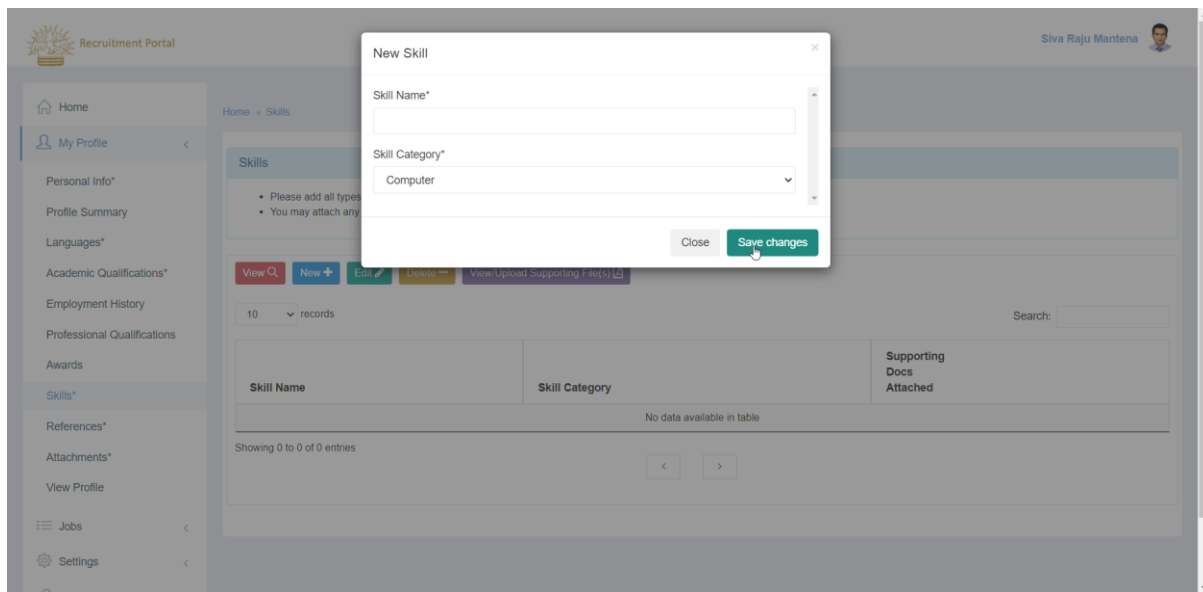 Recruitment Portal
Siva Raju Mantena
New Skill
×
Skill Name*
Skill Category*
Computer
Close
Save changes
Home
My Profile
Personal Info*
Profile Summary
Languages*
Academic Qualifications*
Employment History
Professional Qualifications
Awards
Skills*
References*
Attachments*
View Profile
Jobs
Settings
Home
Skills
Skills
Please add all types
You may attach any
View
New
Edit
Delete
View/Upload Supporting File(s)
10 records
Search:
Skill Name
Skill Category
Supporting
Docs
Attached
No data available in table
Showing 0 to 0 of 0 entries